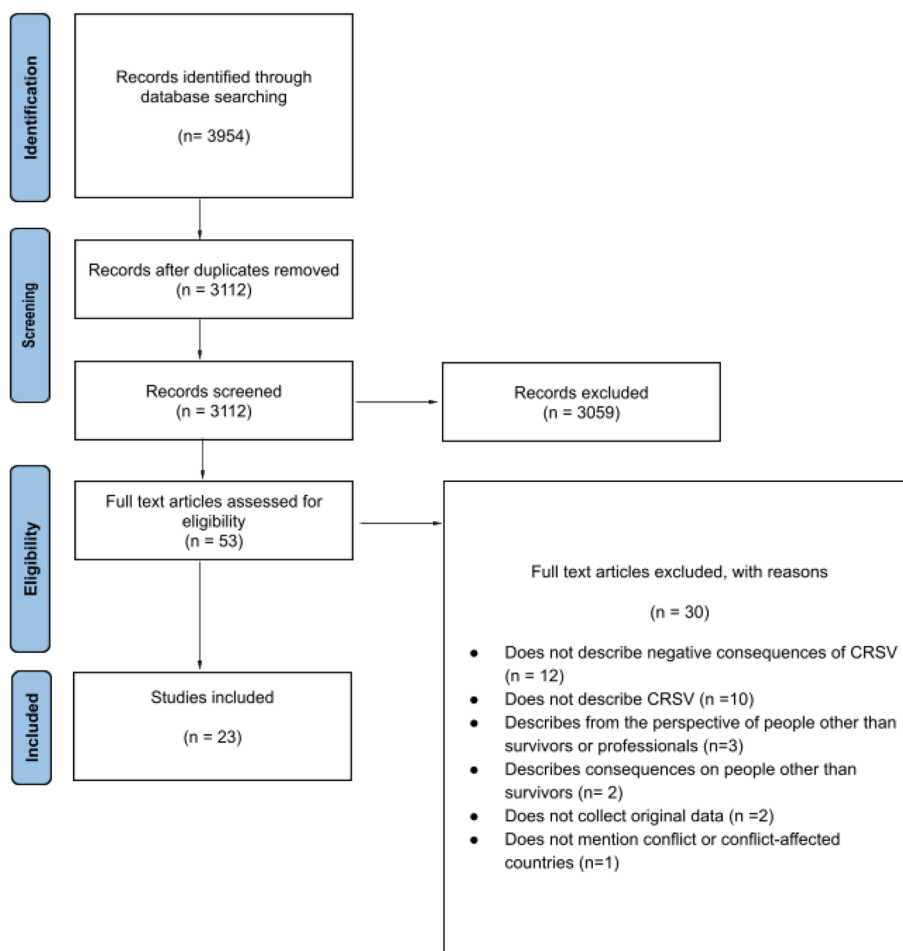 Identification
Records identified through
database searching
(n= 3954)
Screening
Records after duplicates removed
(n = 3112)
Records screened
(n = 3112)
Records excluded
(n = 3059)
Eligibility
Full text articles assessed for
eligibility
(n = 53)
Full text articles excluded, with reasons
(n = 30)
● Does not describe negative consequences of CRSV
(n = 12)
● Does not describe CRSV (n =10)
● Describes from the perspective of people other than
survivors or professionals (n=3)
● Describes consequences on people other than
survivors (n= 2)
● Does not collect original data (n =2)
● Does not mention conflict or conflict-affected
countries (n=1)
Included
Studies included
(n = 23)